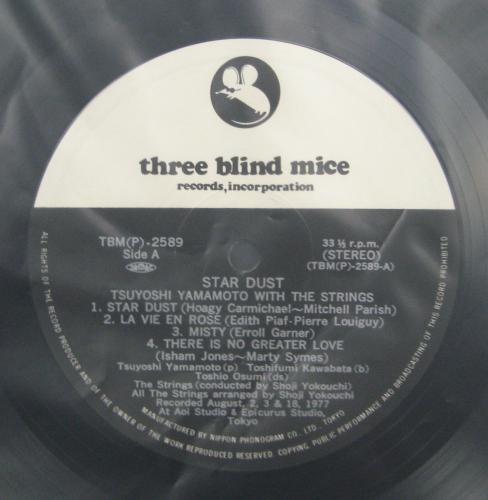 three blind mice
records, incorporation
TBM(P)-2589
Side A
33 ⅓ r.p.m.
(STEREO)
(TBM(P)-2589-A)
STAR DUST
TSUYOSHI YAMAMOTO WITH THE STRINGS
1. STAR DUST (Hoagy Carmichael~Mitchell Parish)
2. LA VIE EN ROSE (Edith Piaf-Pierre Louiguy)
3. MISTY (Erroll Garner)
4. THERE IS NO GREATER LOVE
(Isham Jones~Marty Symes)
Tsuyoshi Yamamoto (p) Toshifumi Kawabata (b)
Toshio Osumi (ds)
The Strings (conducted by Shoji Yokouchi)
All The Strings arranged by Shoji Yokouchi
Recorded August, 2, 3 & 18, 1977
At Aoi Studio & Epicurus Studio,
Tokyo
MANUFACTURED BY NIPPON PHONOGRAM CO., LTD., TOKYO
ALL RIGHTS OF THE RECORD PRODUCER AND OF THE OWNER OF THE WORK REPRODUCED RESERVED. COPYING, PUBLIC PERFORMANCE AND BROADCASTING OF THIS RECORD PROHIBITED